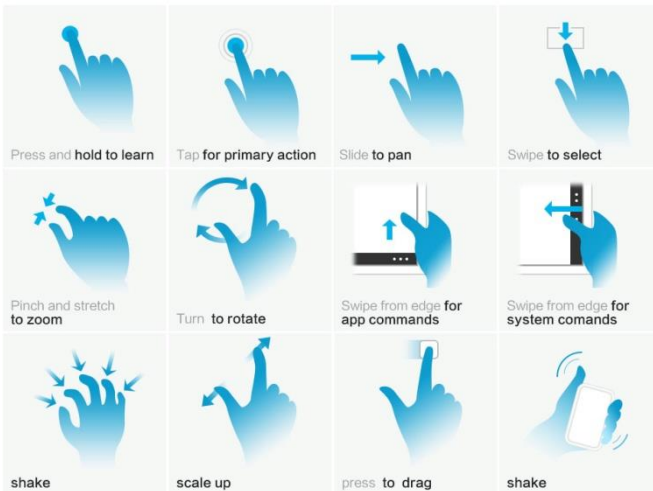 Press and hold to learn
Tap for primary action
Slide to pan
Swipe to select
Pinch and stretch
to zoom
Turn to rotate
Swipe from edge for
app commands
Swipe from edge for
system comands
shake
scale up
press to drag
shake